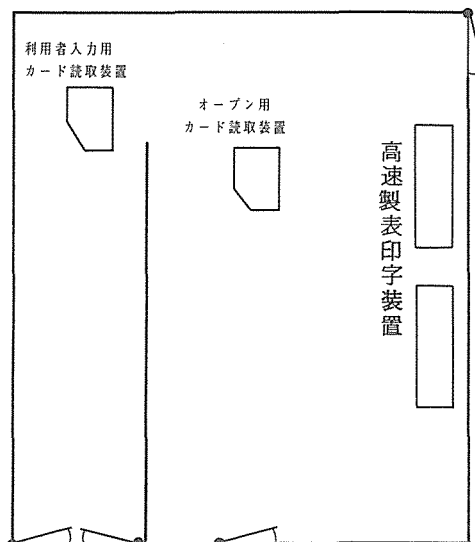 利用者入力用
カード読取装置
オープン用
カード読取装置
高速製表印字装置